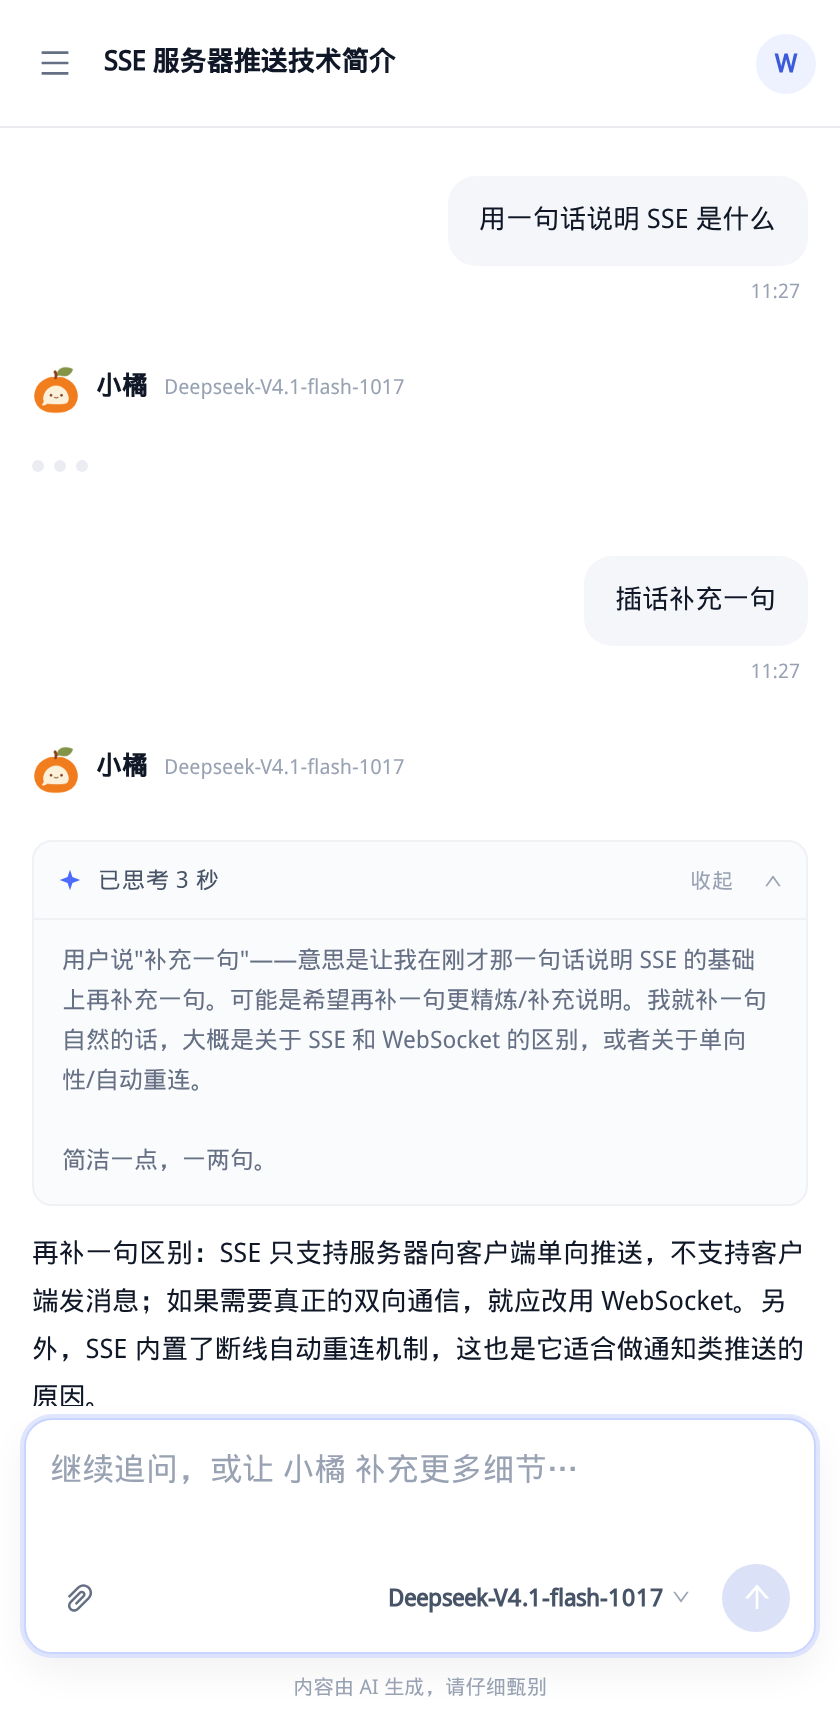 SSE 服务器推送技术简介
W
用一句话说明 SSE 是什么
11:27
小橘 Deepseek-V4.1-flash-1017
插话补充一句
11:27
小橘 Deepseek-V4.1-flash-1017
已思考 3 秒 收起
用户说"补充一句"——意思是让我在刚才那一句话说明 SSE 的基础
上再补充一句。可能是希望再补一句更精炼/补充说明。我就补一句
自然的话，大概是关于 SSE 和 WebSocket 的区别，或者关于单向
性/自动重连。
简洁一点，一两句。
再补一句区别：SSE 只支持服务器向客户端单向推送，不支持客户
端发消息；如果需要真正的双向通信，就应改用 WebSocket。另
外，SSE 内置了断线自动重连机制，这也是它适合做通知类推送的
原因。
继续追问，或让 小橘 补充更多细节…
Deepseek-V4.1-flash-1017
内容由 AI 生成，请仔细甄别